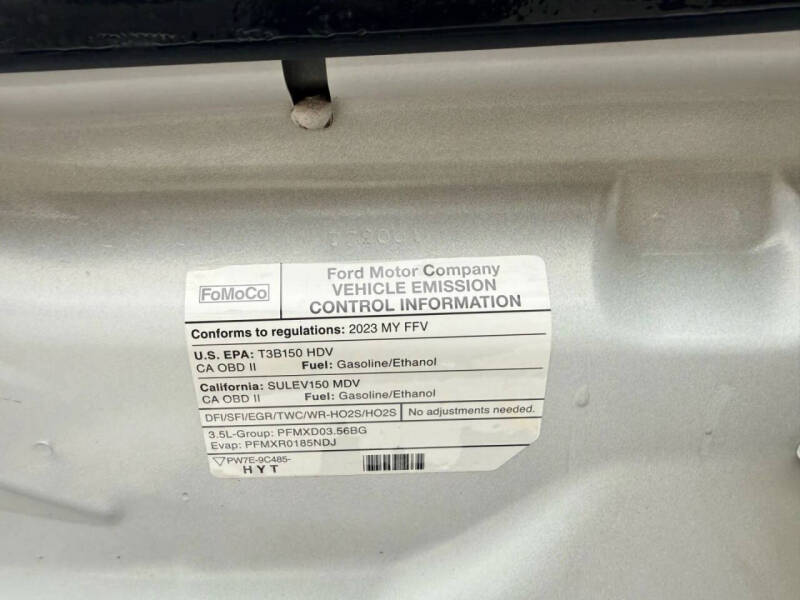 FoMoCo
Ford Motor Company
VEHICLE EMISSION
CONTROL INFORMATION
Conforms to regulations: 2023 MY FFV
U.S. EPA: T3B150 HDV
CA OBD II Fuel: Gasoline/Ethanol
California: SULEV150 MDV
CA OBD II Fuel: Gasoline/Ethanol
DFI/SFI/EGR/TWC/WR-HO2S/HO2S No adjustments needed.
3.5L-Group: PFMXD03.56BG
Evap: PFMXR0185NDJ
PW7E-9C485-
HYT